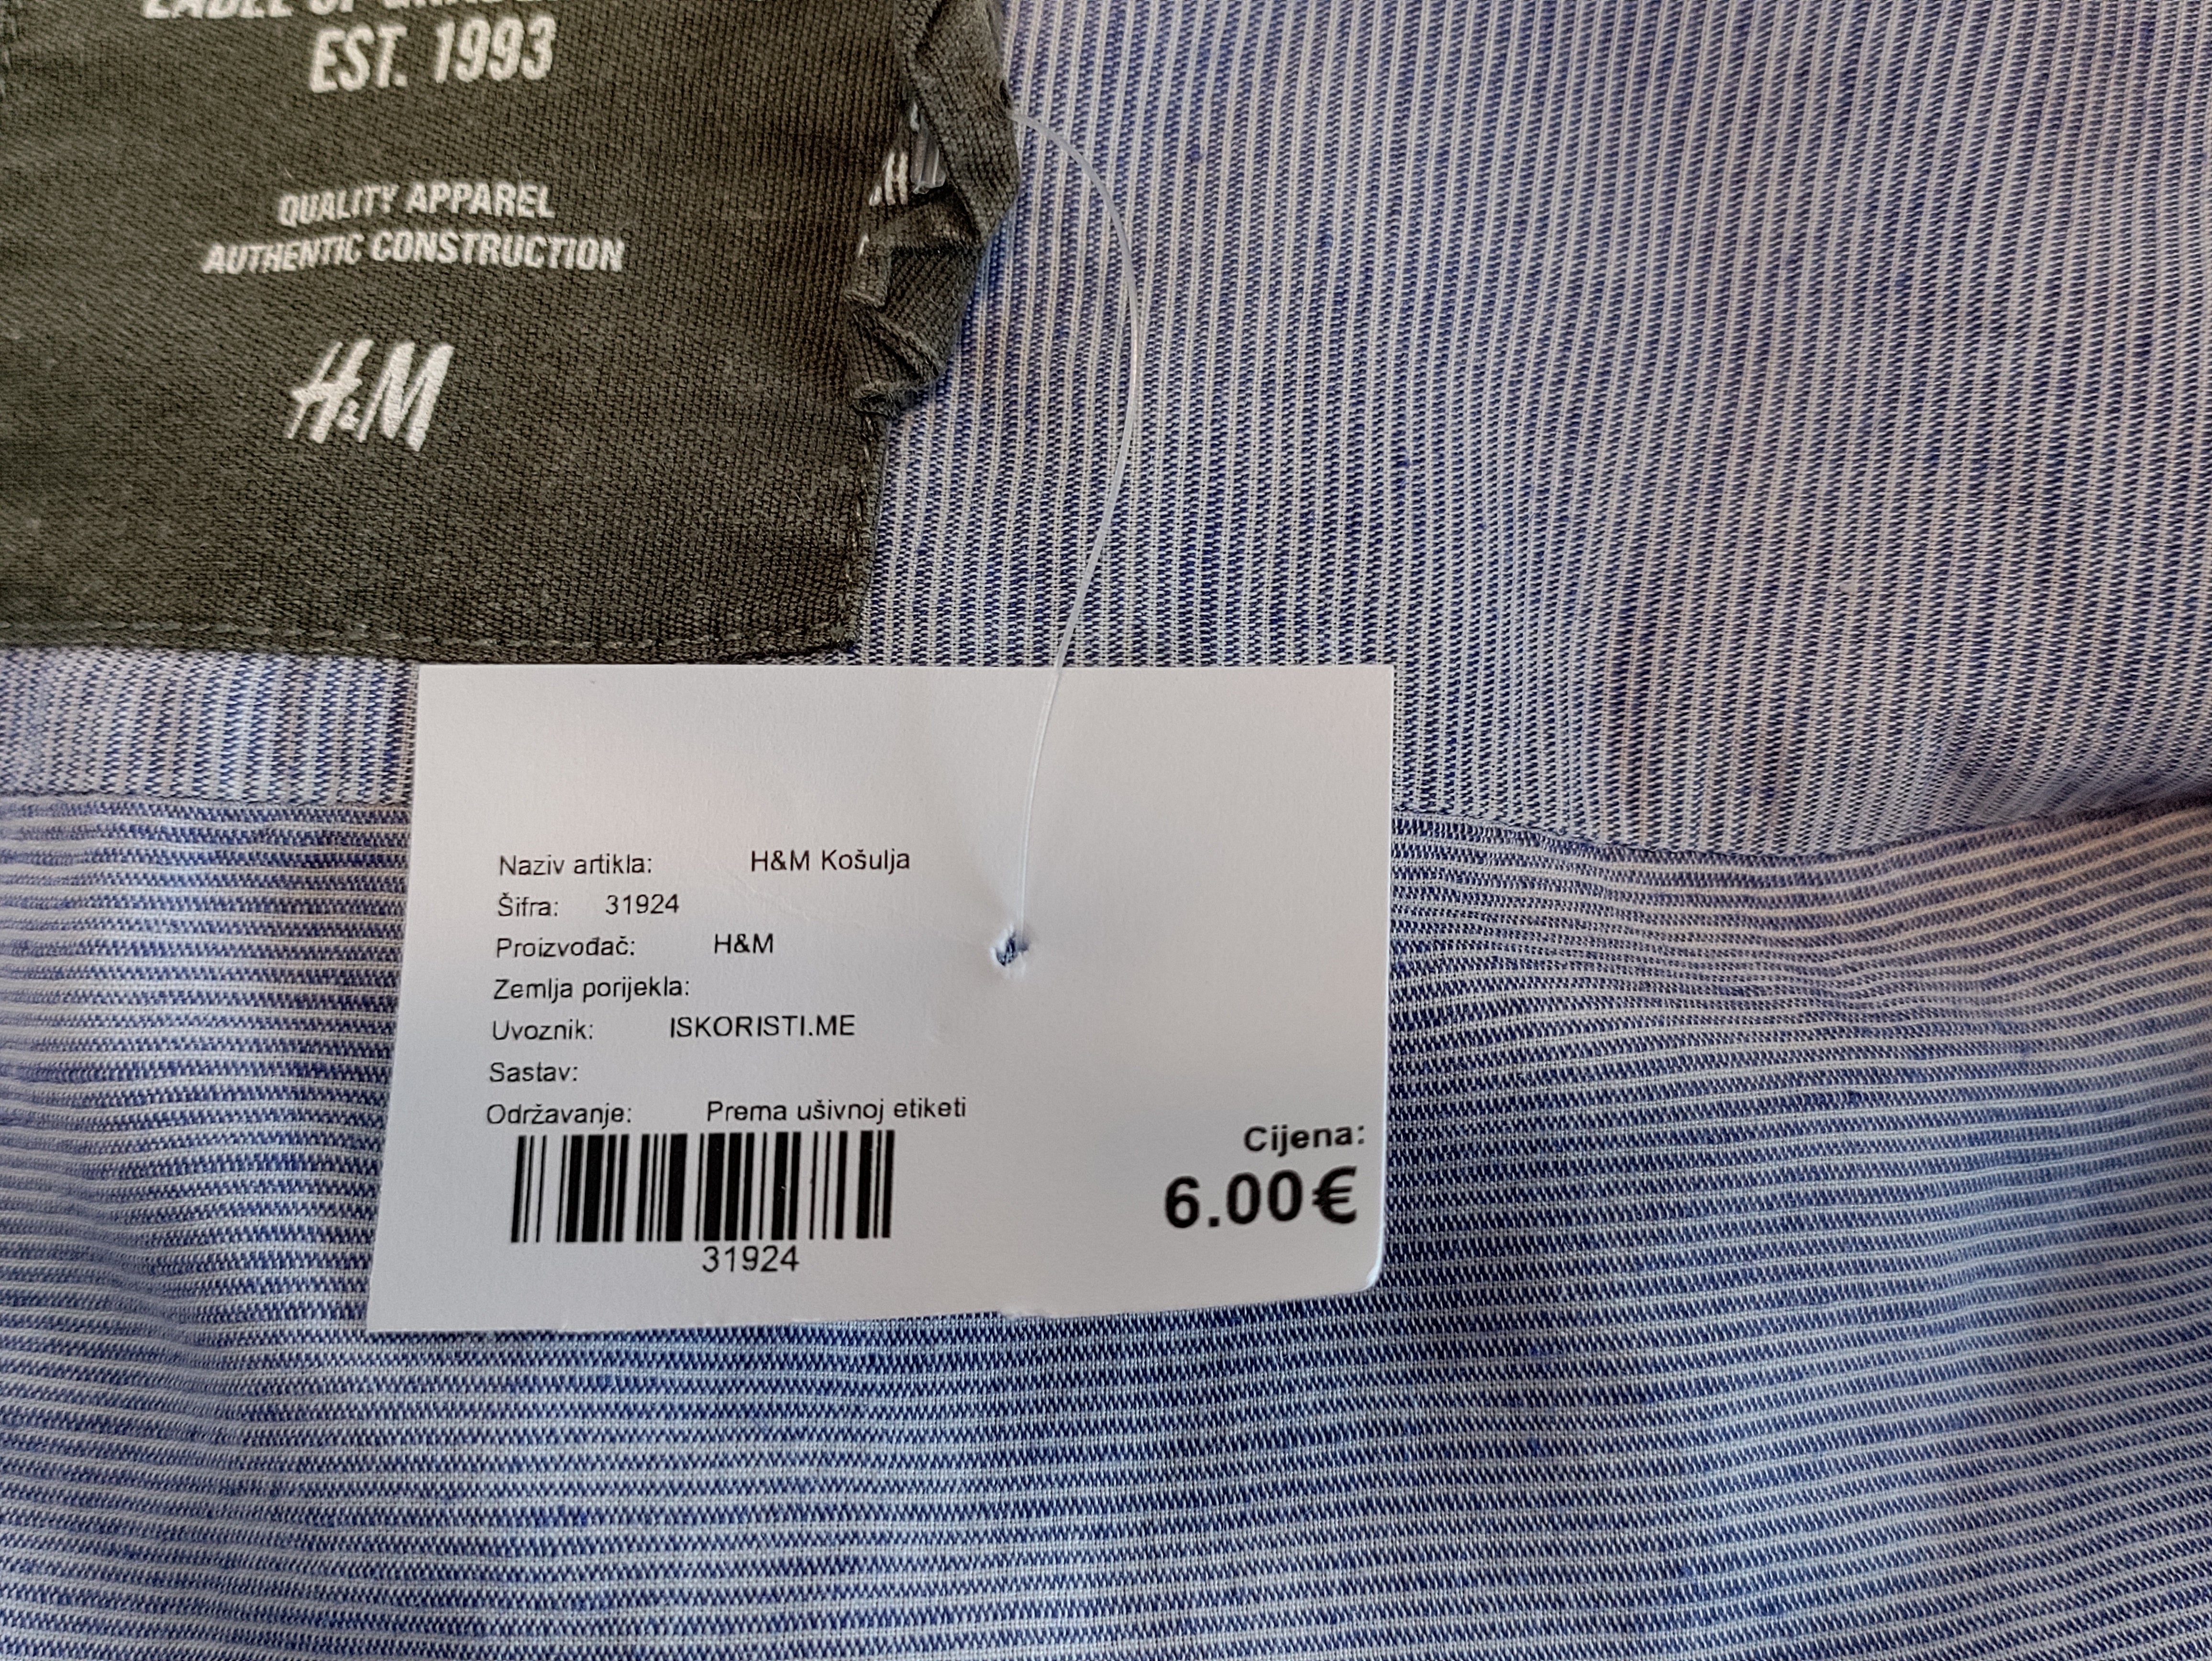 EST. 1993
QUALITY APPAREL
AUTHENTIC CONSTRUCTION
H&M
Naziv artikla: H&M Košulja
Šifra: 31924
Proizvođač: H&M
Zemlja porijekla:
Uvoznik: ISKORISTI.ME
Sastav:
Održavanje: Prema ušivnoj etiketi
31924
Cijena:
6.00€